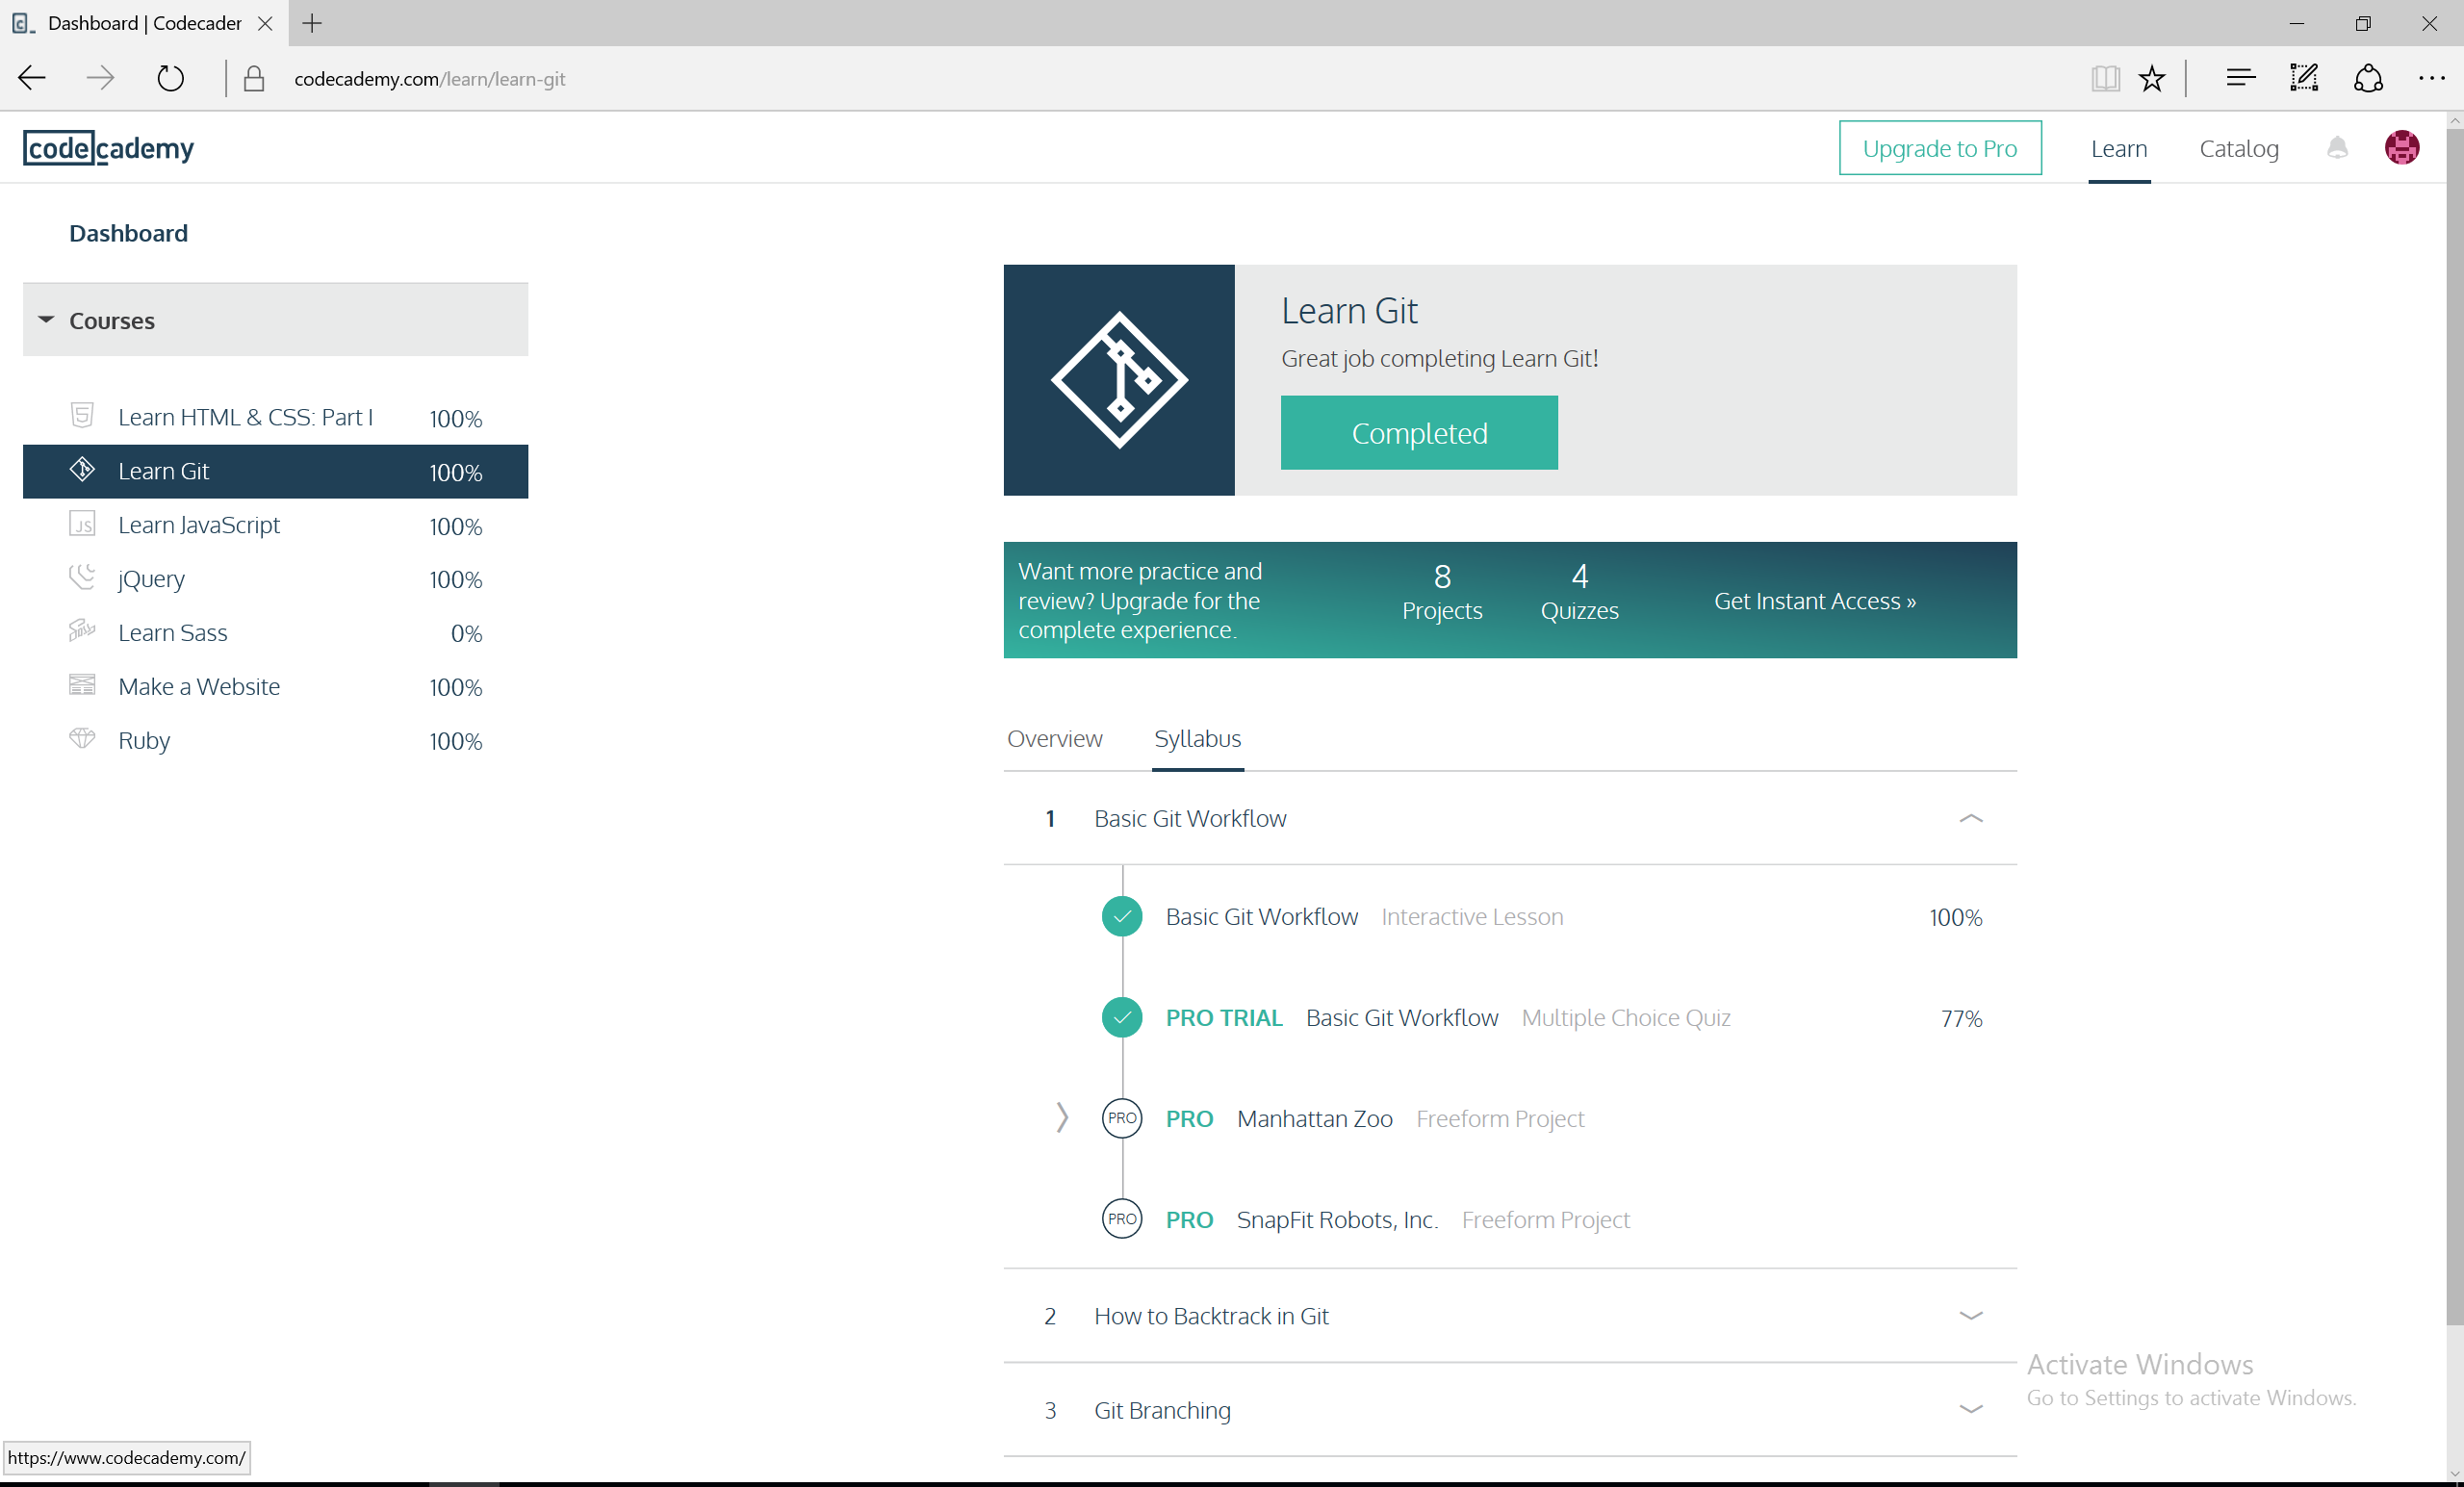 Dashboard | Codecader
codecademy.com/learn/learn-git
codecademy
Upgrade to Pro
Learn
Catalog
Dashboard
Courses
Learn HTML & CSS: Part I 100%
Learn Git 100%
JS Learn JavaScript 100%
jQuery 100%
Learn Sass 0%
Make a Website 100%
Ruby 100%
Learn Git
Great job completing Learn Git!
Completed
Want more practice and
review? Upgrade for the
complete experience.
8
Projects
4
Quizzes
Get Instant Access »
Overview
Syllabus
1 Basic Git Workflow
Basic Git Workflow Interactive Lesson 100%
PRO TRIAL Basic Git Workflow Multiple Choice Quiz 77%
PRO PRO Manhattan Zoo Freeform Project
PRO PRO SnapFit Robots, Inc. Freeform Project
2 How to Backtrack in Git
3 Git Branching
Activate Windows
Go to Settings to activate Windows.
https://www.codecademy.com/